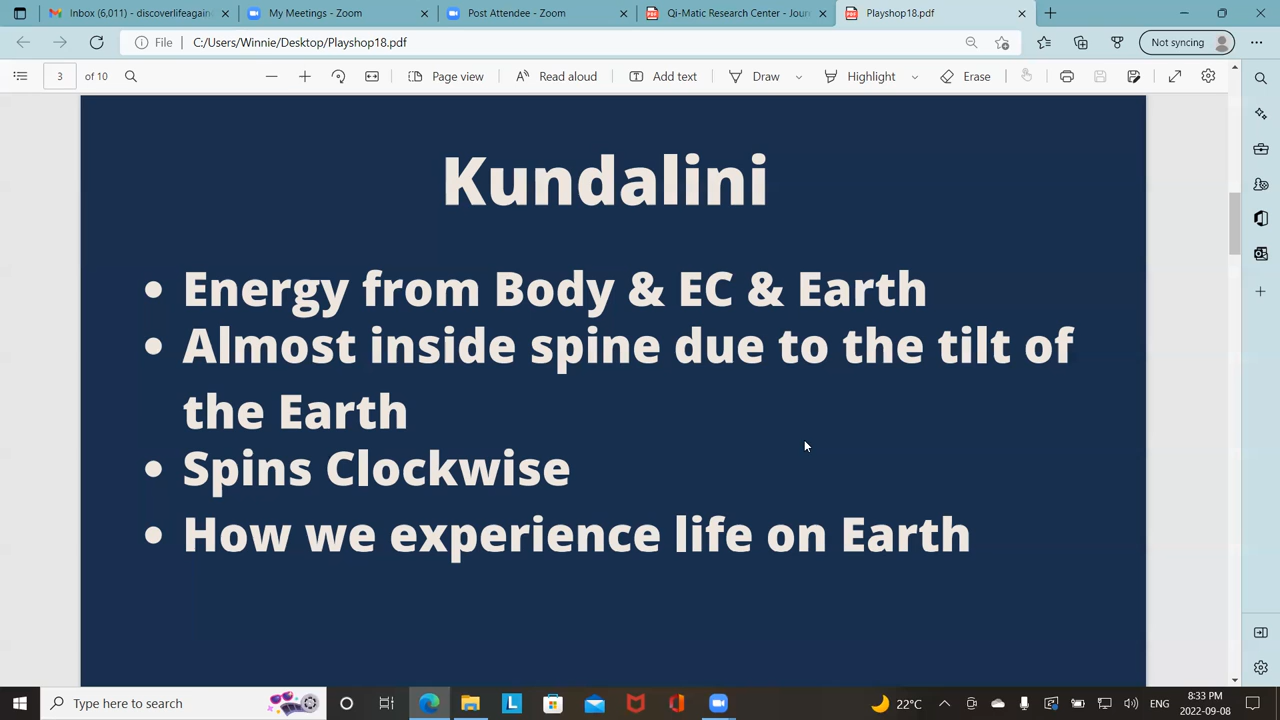 Inbox (6,011) - discoverlifeagain
My Meetings - Zoom
Post Attendee - Zoom
Qi-Matic Research Center - Jour
Playshop18.pdf
File
C:/Users/Winnie/Desktop/Playshop18.pdf
Not syncing
3 of 10
Page view
Read aloud
Add text
Draw
Highlight
Erase
Kundalini
• Energy from Body & EC & Earth
• Almost inside spine due to the tilt of
the Earth
• Spins Clockwise
• How we experience life on Earth
Type here to search
22°C
ENG
8:33 PM
2022-09-08